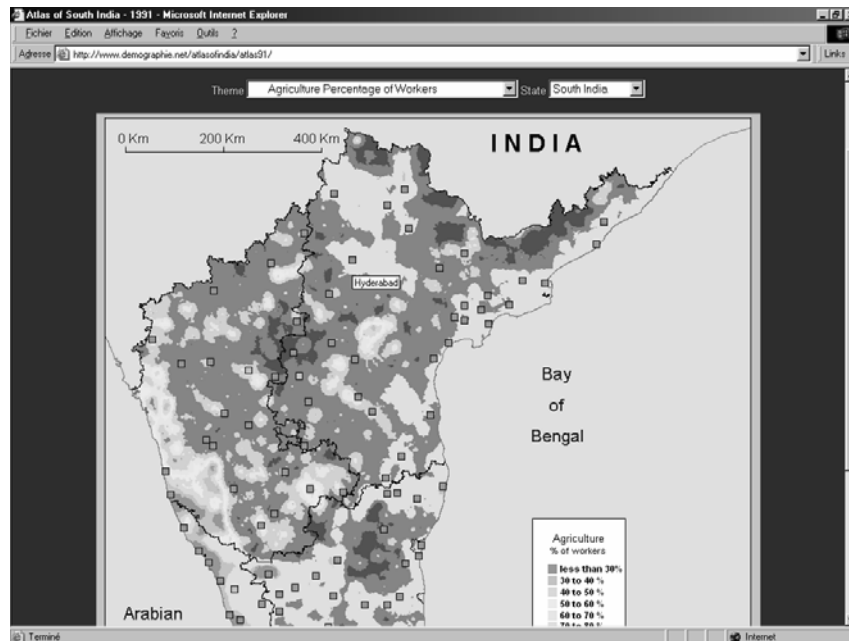 Atlas of South India - 1991 - Microsoft Internet Explorer
Fichier Edition Affichage Favoris Outils ?
Adresse http://www.demographie.net/atlasofindia/atlas91/ Links
Theme Agriculture Percentage of Workers State South India
0 Km 200 Km 400 Km
INDIA
Hyderabad
Bay
of
Bengal
Agriculture
% of workers
less than 30%
30 to 40 %
40 to 50 %
50 to 60 %
60 to 70 %
70 to 80 %
Arabian
Terminé Internet